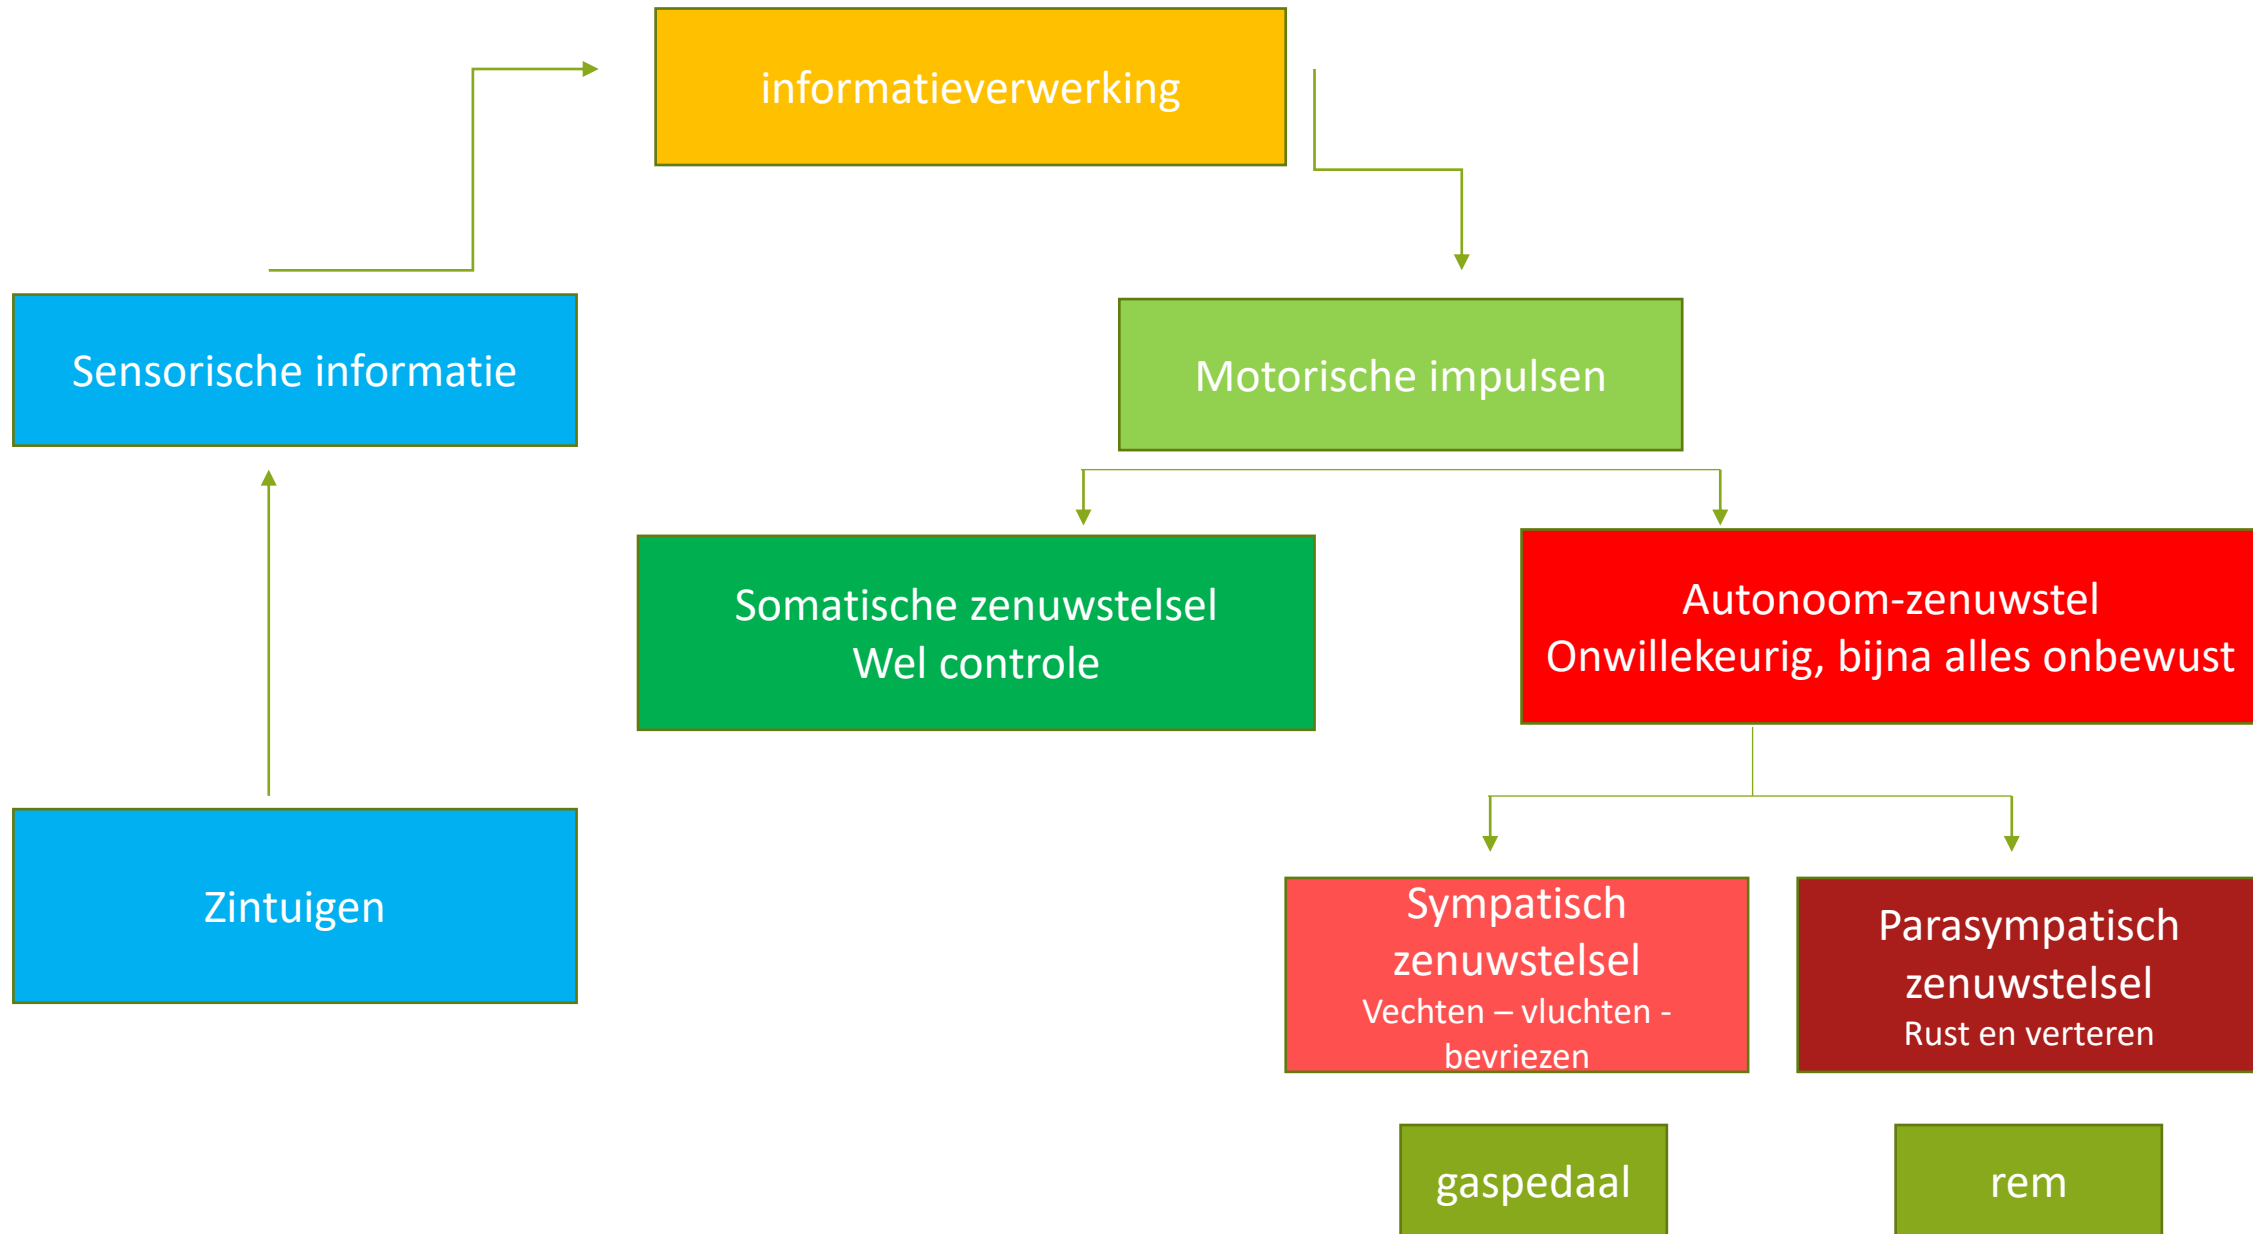 informatieverwerking
Sensorische informatie
Motorische impulsen
Somatische zenuwstelsel
Wel controle
Autonoom-zenuwstel
Onwillekeurig, bijna alles onbewust
Zintuigen
Sympatisch
zenuwstelsel
Vechten – vluchten -
bevriezen
Parasympatisch
zenuwstelsel
Rust en verteren
gaspedaal
rem